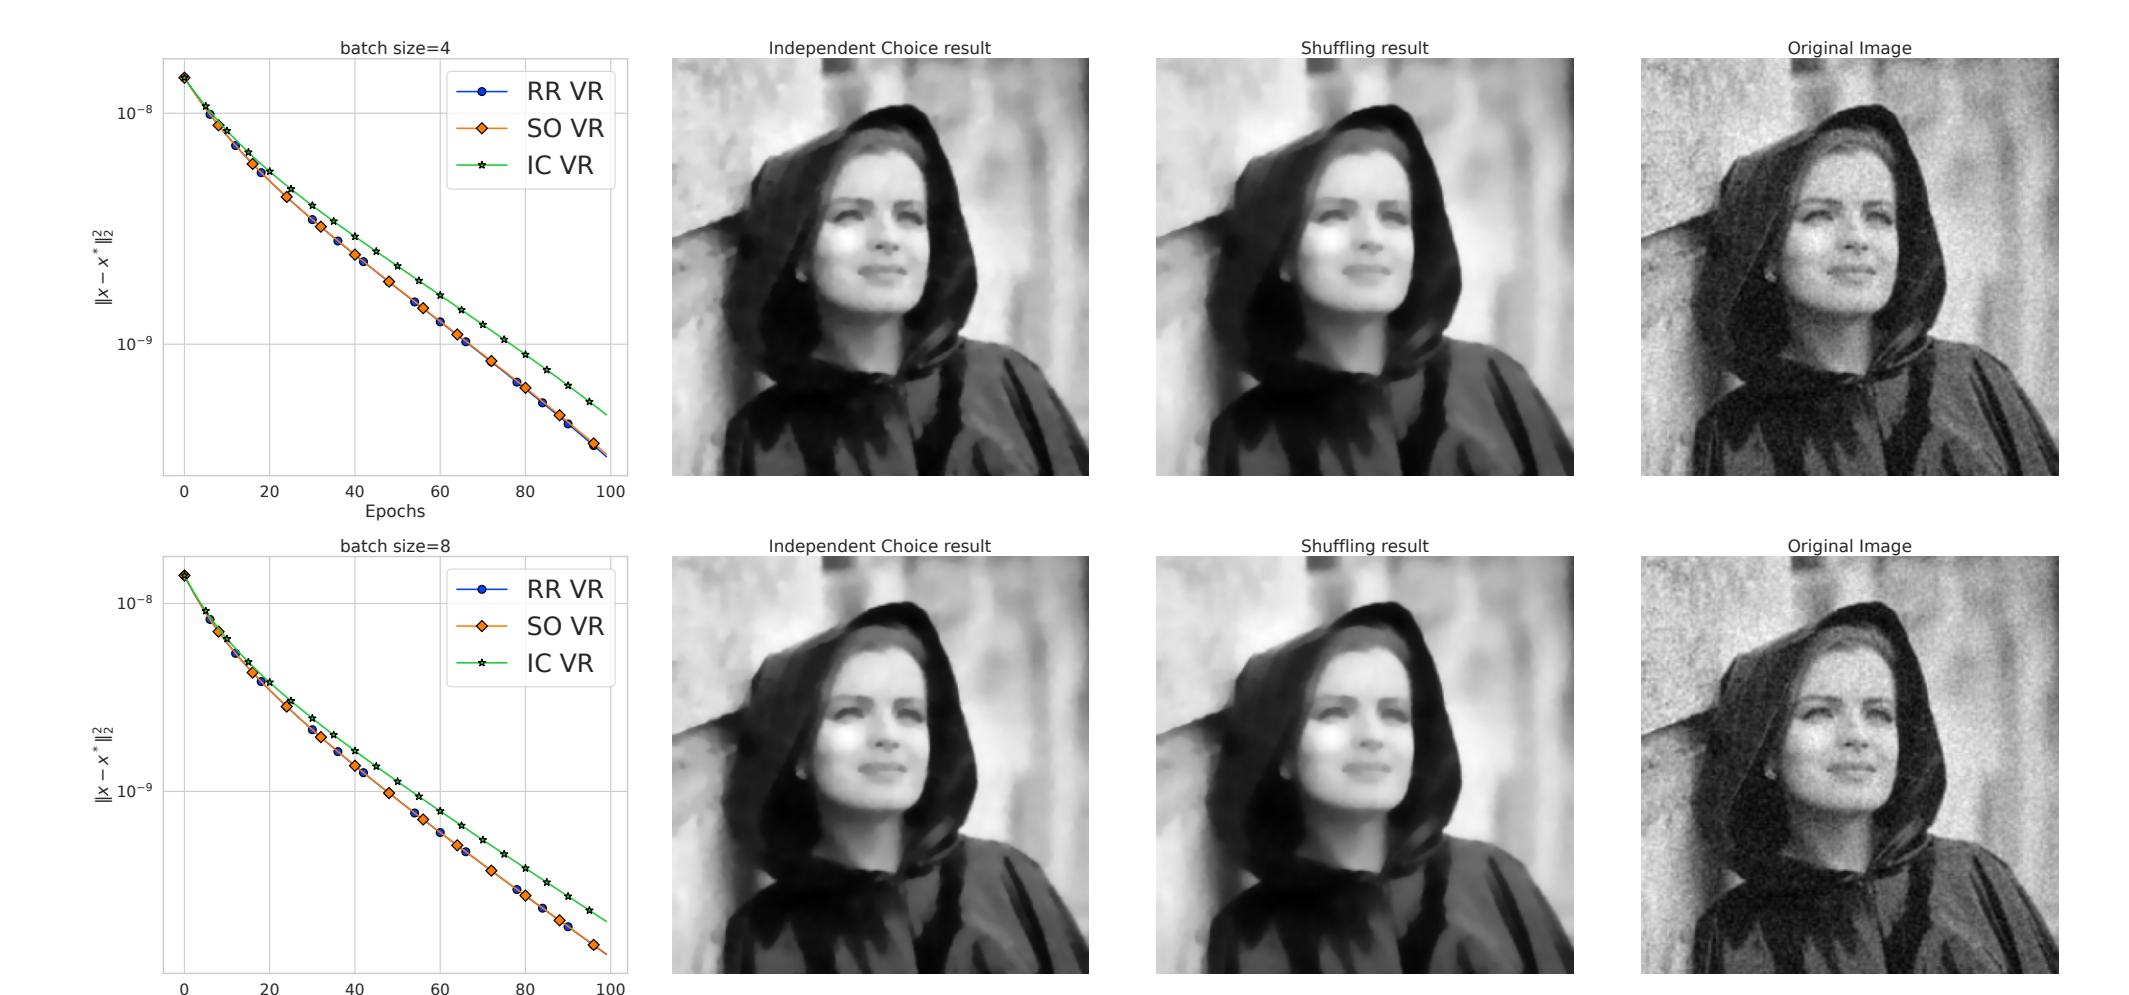 batch size=4
Independent Choice result
Shuffling result
Original Image
RR VR
SO VR
IC VR
10⁻⁸
10⁻⁹
‖x − x*‖₂²
0 20 40 60 80 100
Epochs
batch size=8
Independent Choice result
Shuffling result
Original Image
RR VR
SO VR
IC VR
10⁻⁸
10⁻⁹
‖x − x*‖₂²
0 20 40 60 80 100